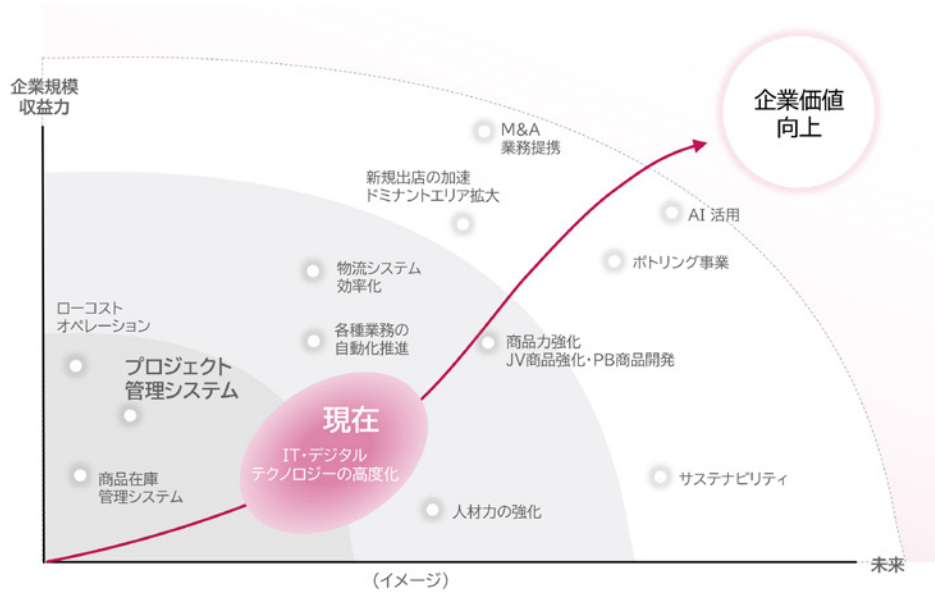 企業規模
収益力
企業価値
向上
M&A
業務提携
新規出店の加速
ドミナントエリア拡大
AI 活用
ボトリング事業
物流システム
効率化
ローコスト
オペレーション
各種業務の
自動化推進
商品力強化
JV商品強化・PB商品開発
プロジェクト
管理システム
現在
IT・デジタル
テクノロジーの高度化
商品在庫
管理システム
サステナビリティ
人材力の強化
未来
(イメージ)